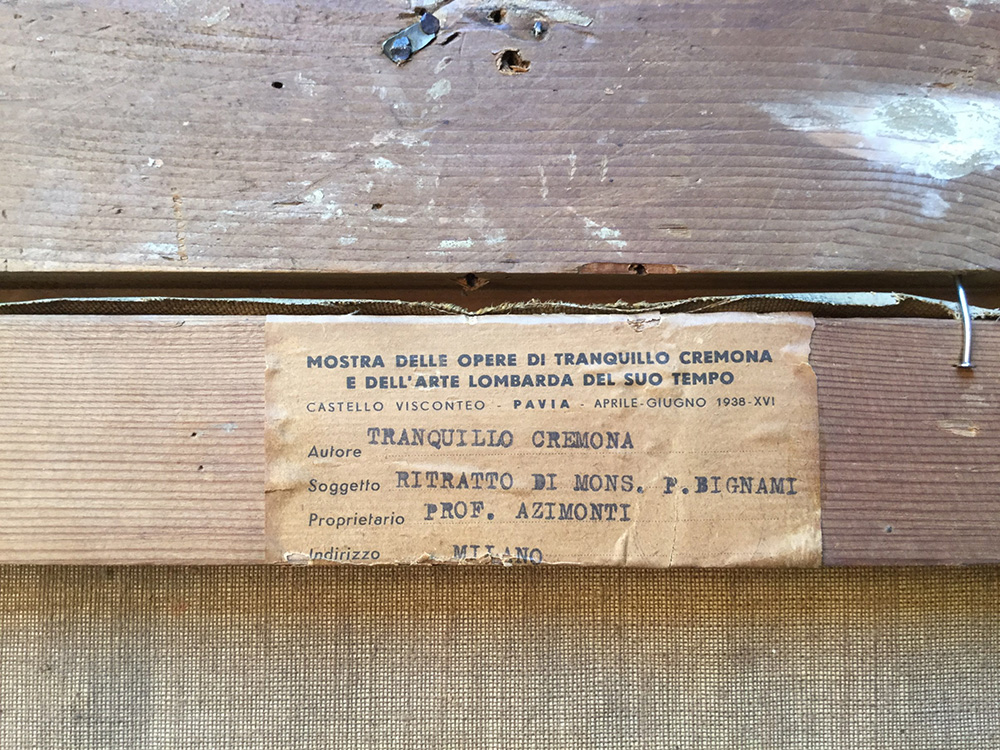 MOSTRA DELLE OPERE DI TRANQUILLO CREMONA
E DELL'ARTE LOMBARDA DEL SUO TEMPO
CASTELLO VISCONTEO - PAVIA - APRILE-GIUGNO 1938-XVI
Autore TRANQUILLO CREMONA
Soggetto RITRATTO DI MONS. P.BIGNAMI
Proprietario PROF. AZIMONTI
Indirizzo MILANO